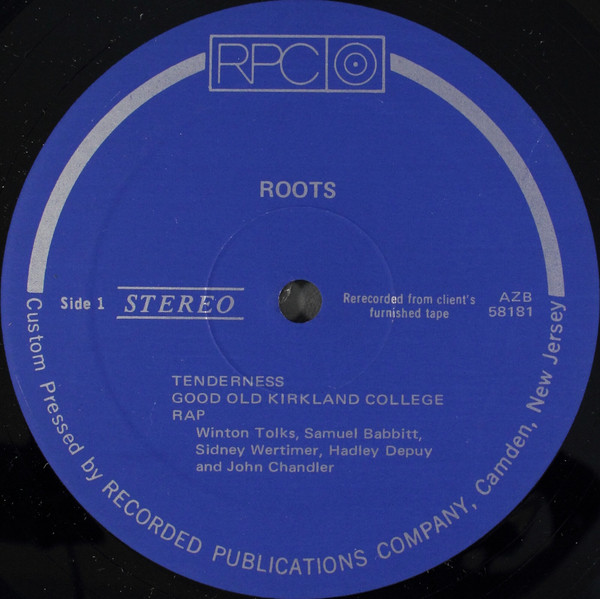 RPC
ROOTS
Side 1
STEREO
Rerecorded from client's
furnished tape
AZB
58181
TENDERNESS
GOOD OLD KIRKLAND COLLEGE
RAP
Winton Tolks, Samuel Babbitt,
Sidney Wertimer, Hadley Depuy
and John Chandler
Custom Pressed by RECORDED PUBLICATIONS COMPANY, Camden, New Jersey